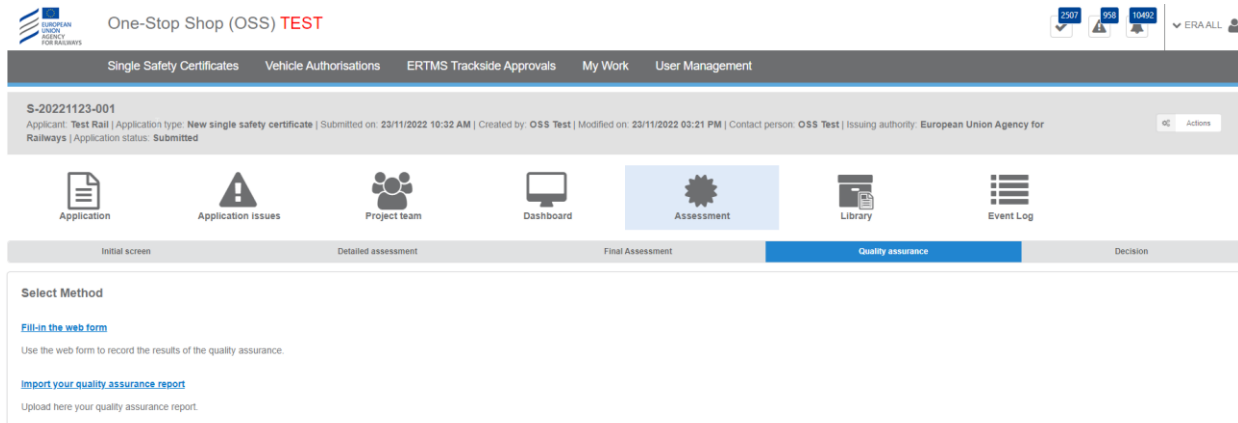 EUROPEAN
UNION
AGENCY
FOR RAILWAYS
One-Stop Shop (OSS) TEST
2507
958
10492
ERA ALL
Single Safety Certificates Vehicle Authorisations ERTMS Trackside Approvals My Work User Management
S-20221123-001
Applicant: Test Rail | Application type: New single safety certificate | Submitted on: 23/11/2022 10:32 AM | Created by: OSS Test | Modified on: 23/11/2022 03:21 PM | Contact person: OSS Test | Issuing authority: European Union Agency for
Railways | Application status: Submitted
Actions
Application Application issues Project team Dashboard Assessment Library Event Log
Initial screen Detailed assessment Final Assessment Quality assurance Decision
Select Method
Fill-in the web form
Use the web form to record the results of the quality assurance.
Import your quality assurance report
Upload here your quality assurance report.